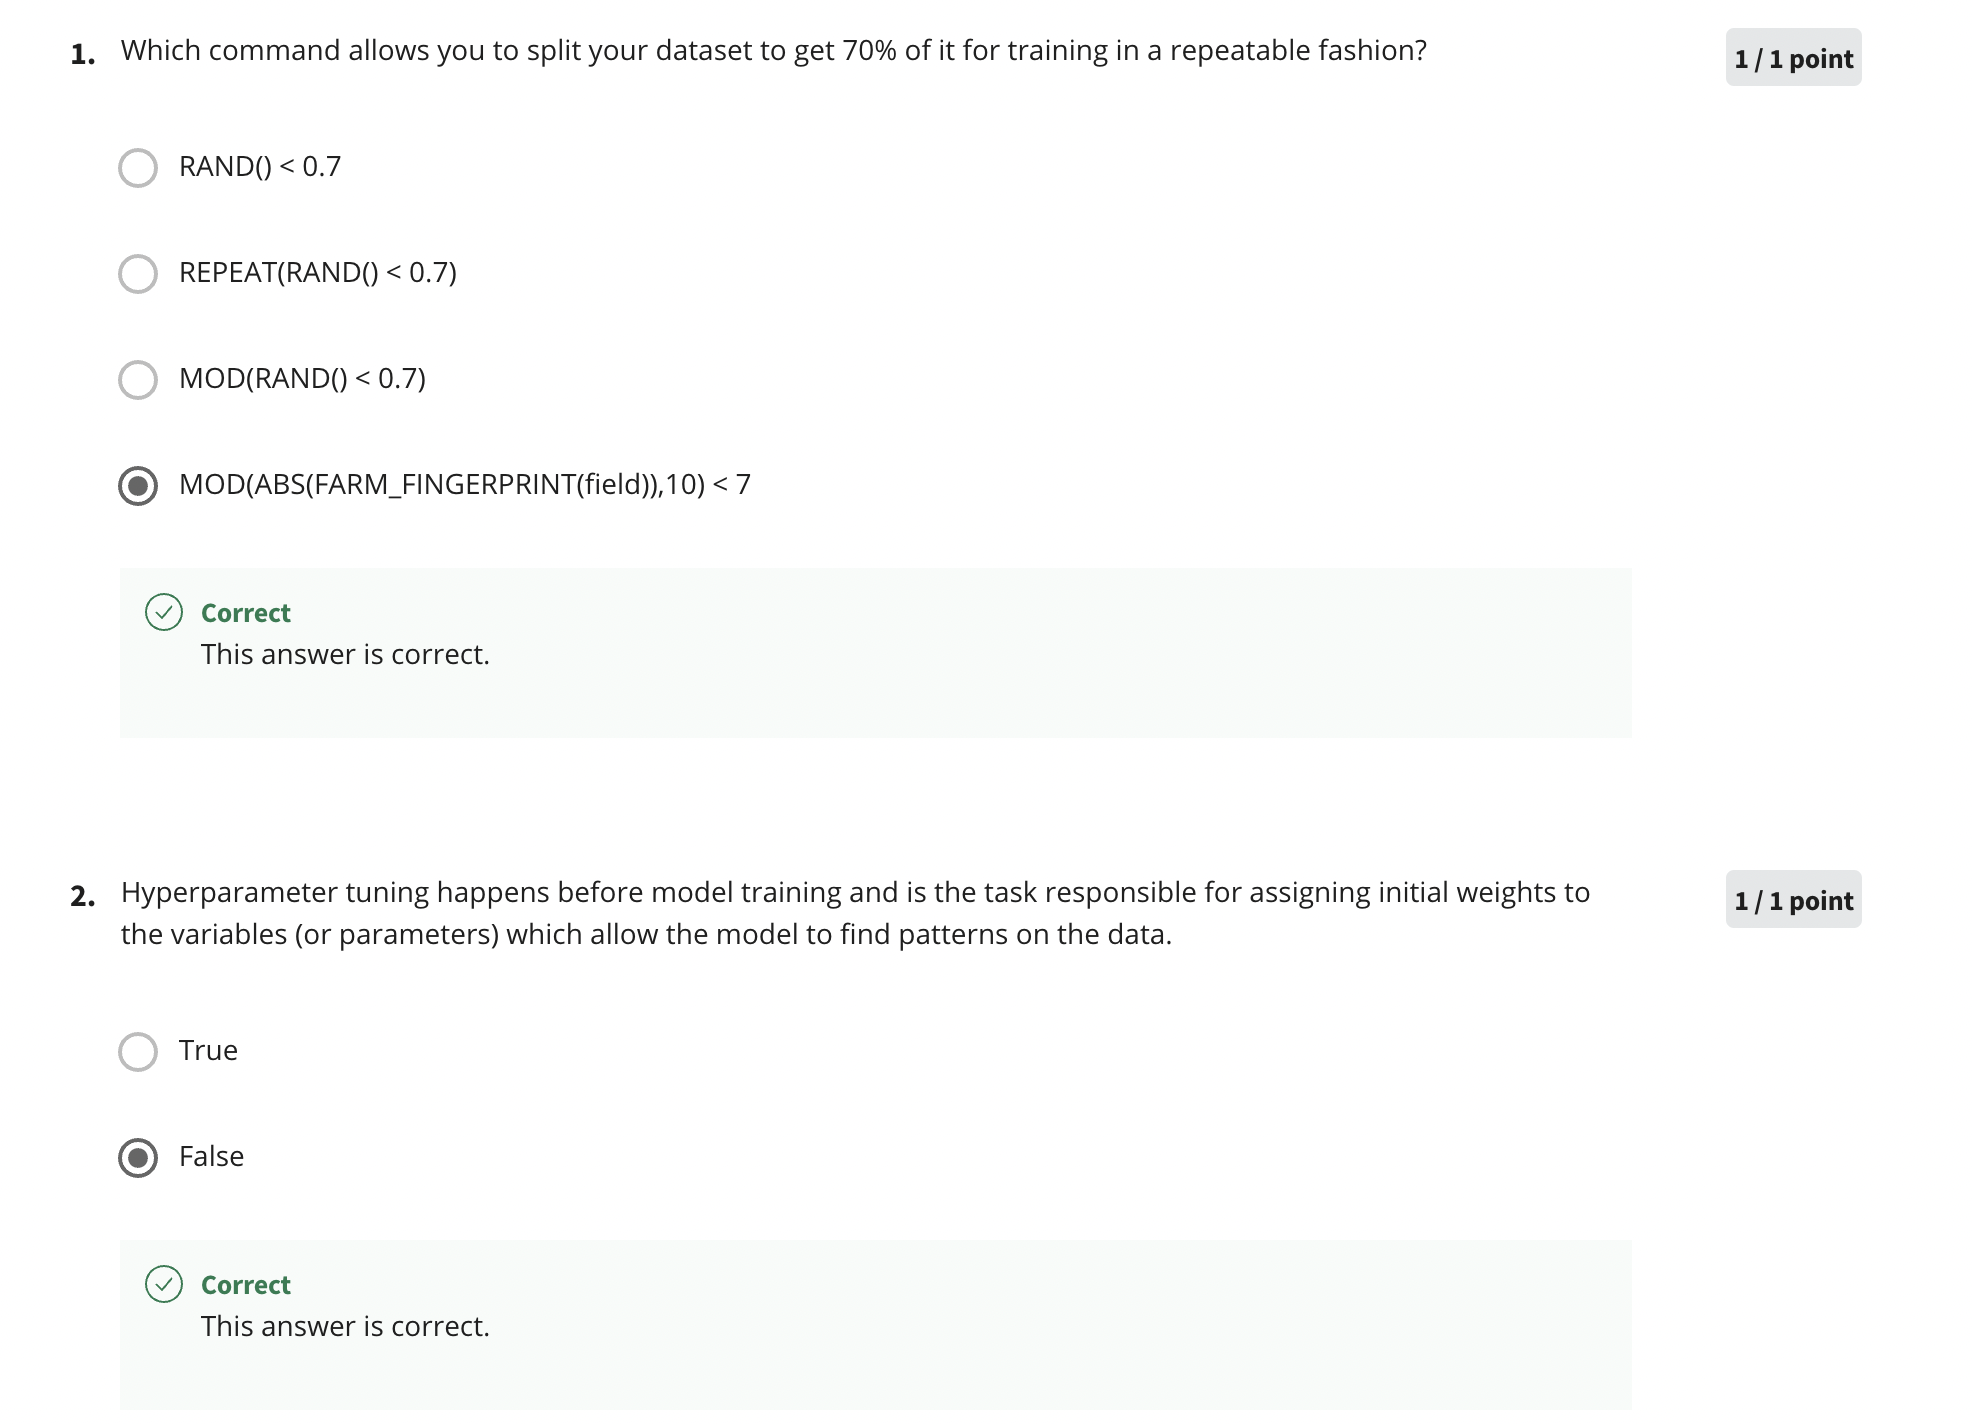 1. Which command allows you to split your dataset to get 70% of it for training in a repeatable fashion?
1 / 1 point
RAND() < 0.7
REPEAT(RAND() < 0.7)
MOD(RAND() < 0.7)
MOD(ABS(FARM_FINGERPRINT(field)),10) < 7
Correct
This answer is correct.
2. Hyperparameter tuning happens before model training and is the task responsible for assigning initial weights to
the variables (or parameters) which allow the model to find patterns on the data.
1 / 1 point
True
False
Correct
This answer is correct.